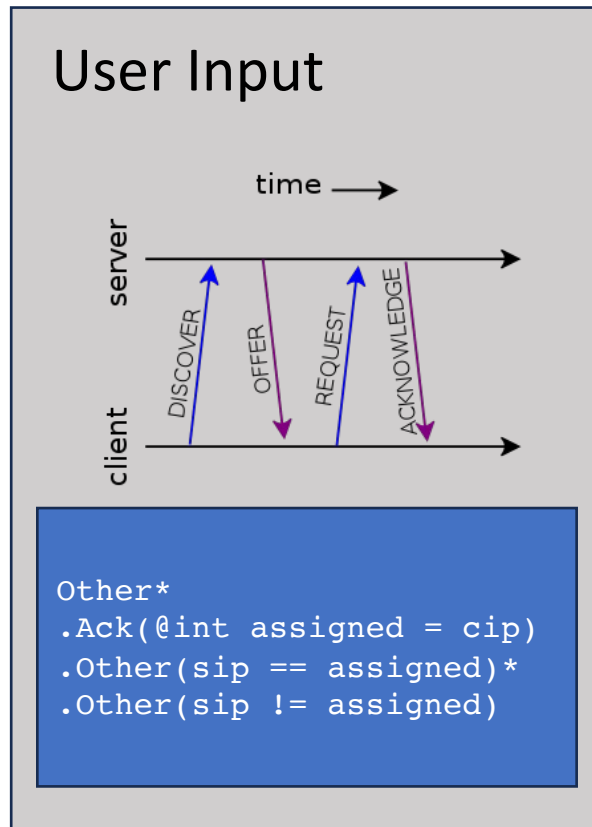 User Input
time
server
DISCOVER
OFFER
REQUEST
ACKNOWLEDGE
client
Other*
.Ack(@int assigned = cip)
.Other(sip == assigned)*
.Other(sip != assigned)